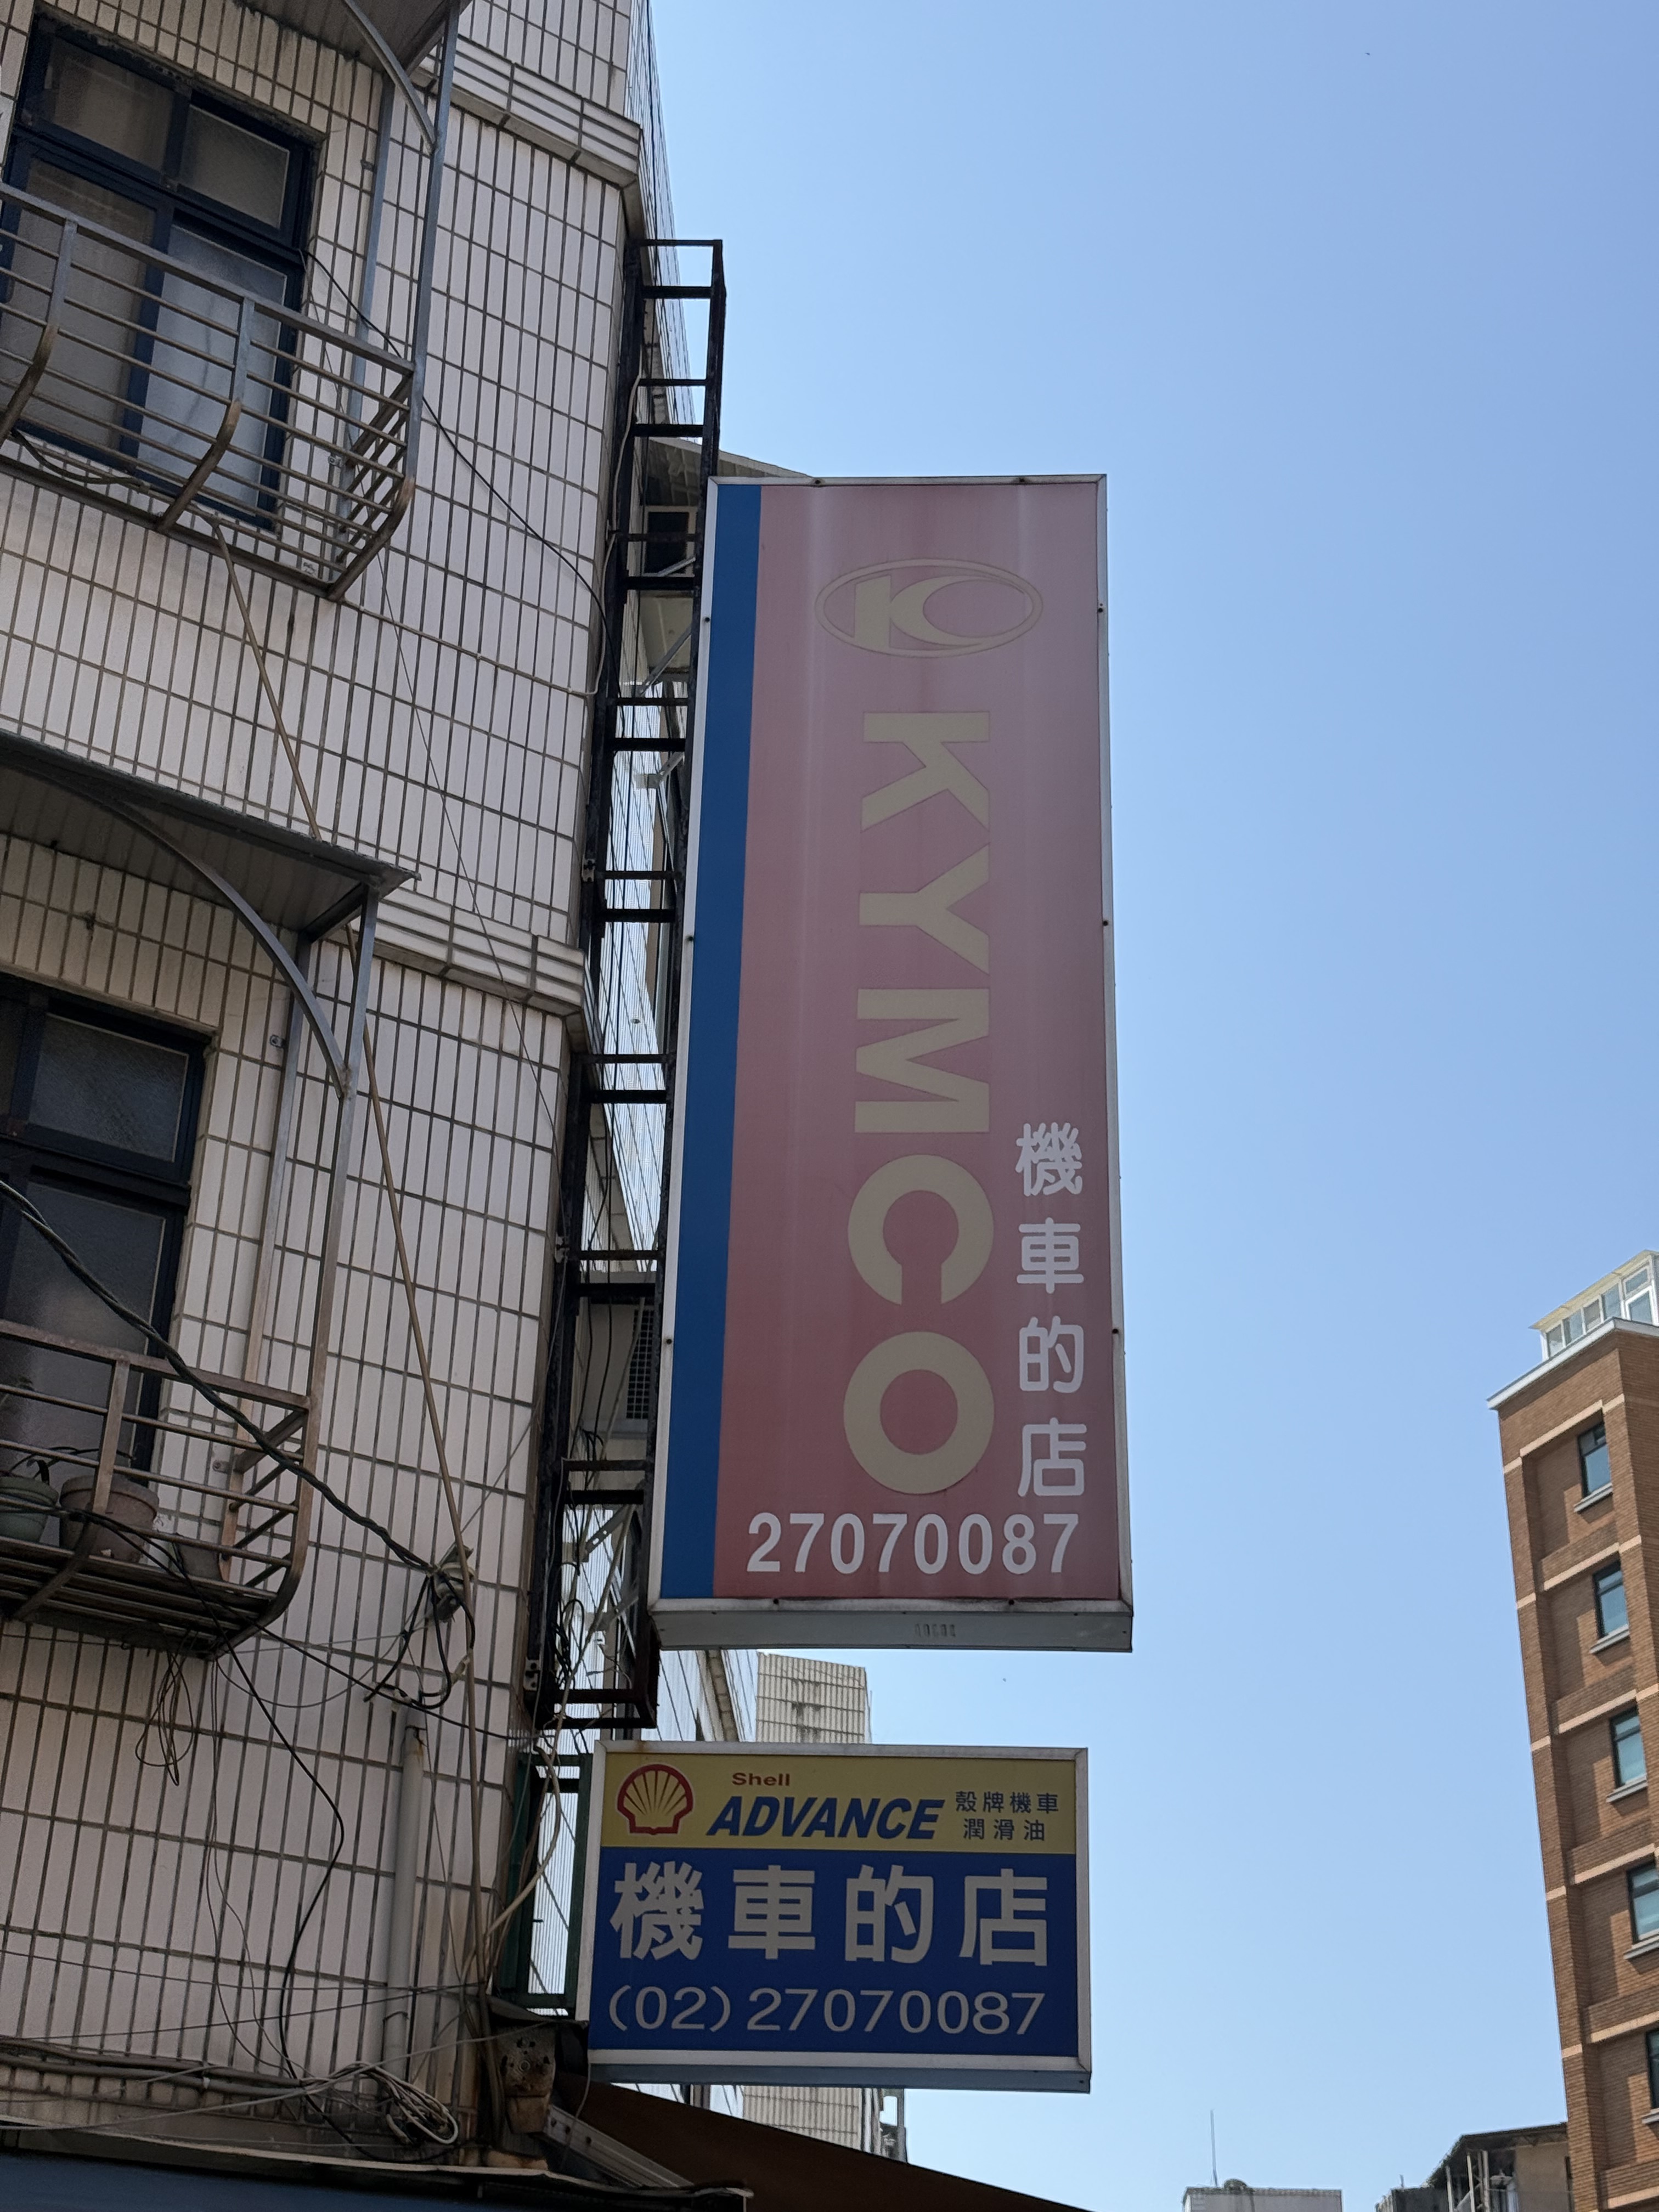 KYMCO
機車的店
27070087
Shell
ADVANCE
殼牌機車
潤滑油
機車的店
(02) 27070087